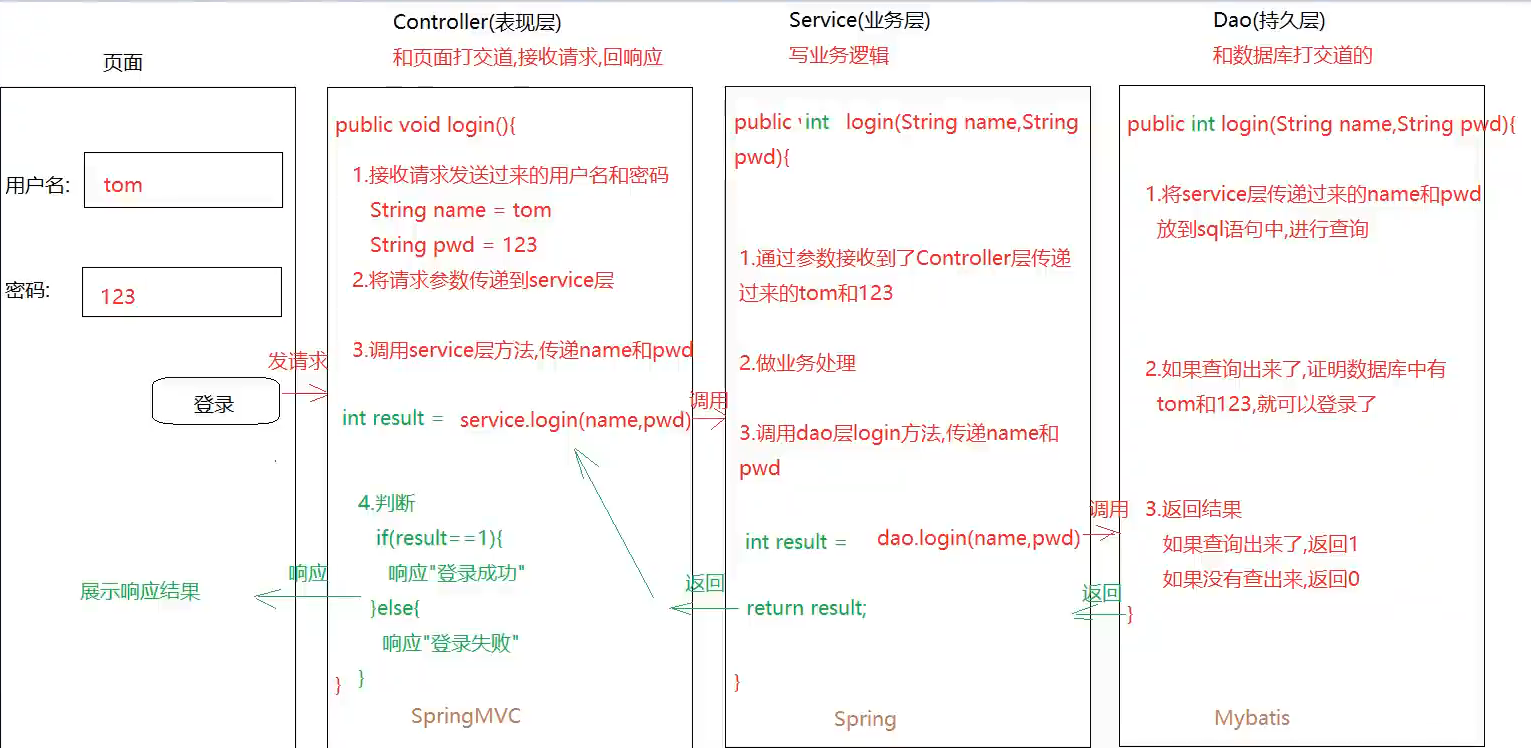 页面
用户名:
tom
密码:
123
发请求
登录
展示响应结果
响应
Controller(表现层)
和页面打交道,接收请求,回响应
public void login(){
1.接收请求发送过来的用户名和密码
String name = tom
String pwd = 123
2.将请求参数传递到service层
3.调用service层方法,传递name和pwd
int result = service.login(name,pwd)
4.判断
if(result==1){
响应"登录成功"
}else{
响应"登录失败"
}
}
SpringMVC
调用
返回
Service(业务层)
写业务逻辑
public int login(String name,String
pwd){
1.通过参数接收到了Controller层传递
过来的tom和123
2.做业务处理
3.调用dao层login方法,传递name和
pwd
int result = dao.login(name,pwd)
return result;
}
Spring
调用
返回
Dao(持久层)
和数据库打交道的
public int login(String name,String pwd){
1.将service层传递过来的name和pwd
放到sql语句中,进行查询
2.如果查询出来了,证明数据库中有
tom和123,就可以登录了
3.返回结果
如果查询出来了,返回1
如果没有查出来,返回0
}
Mybatis